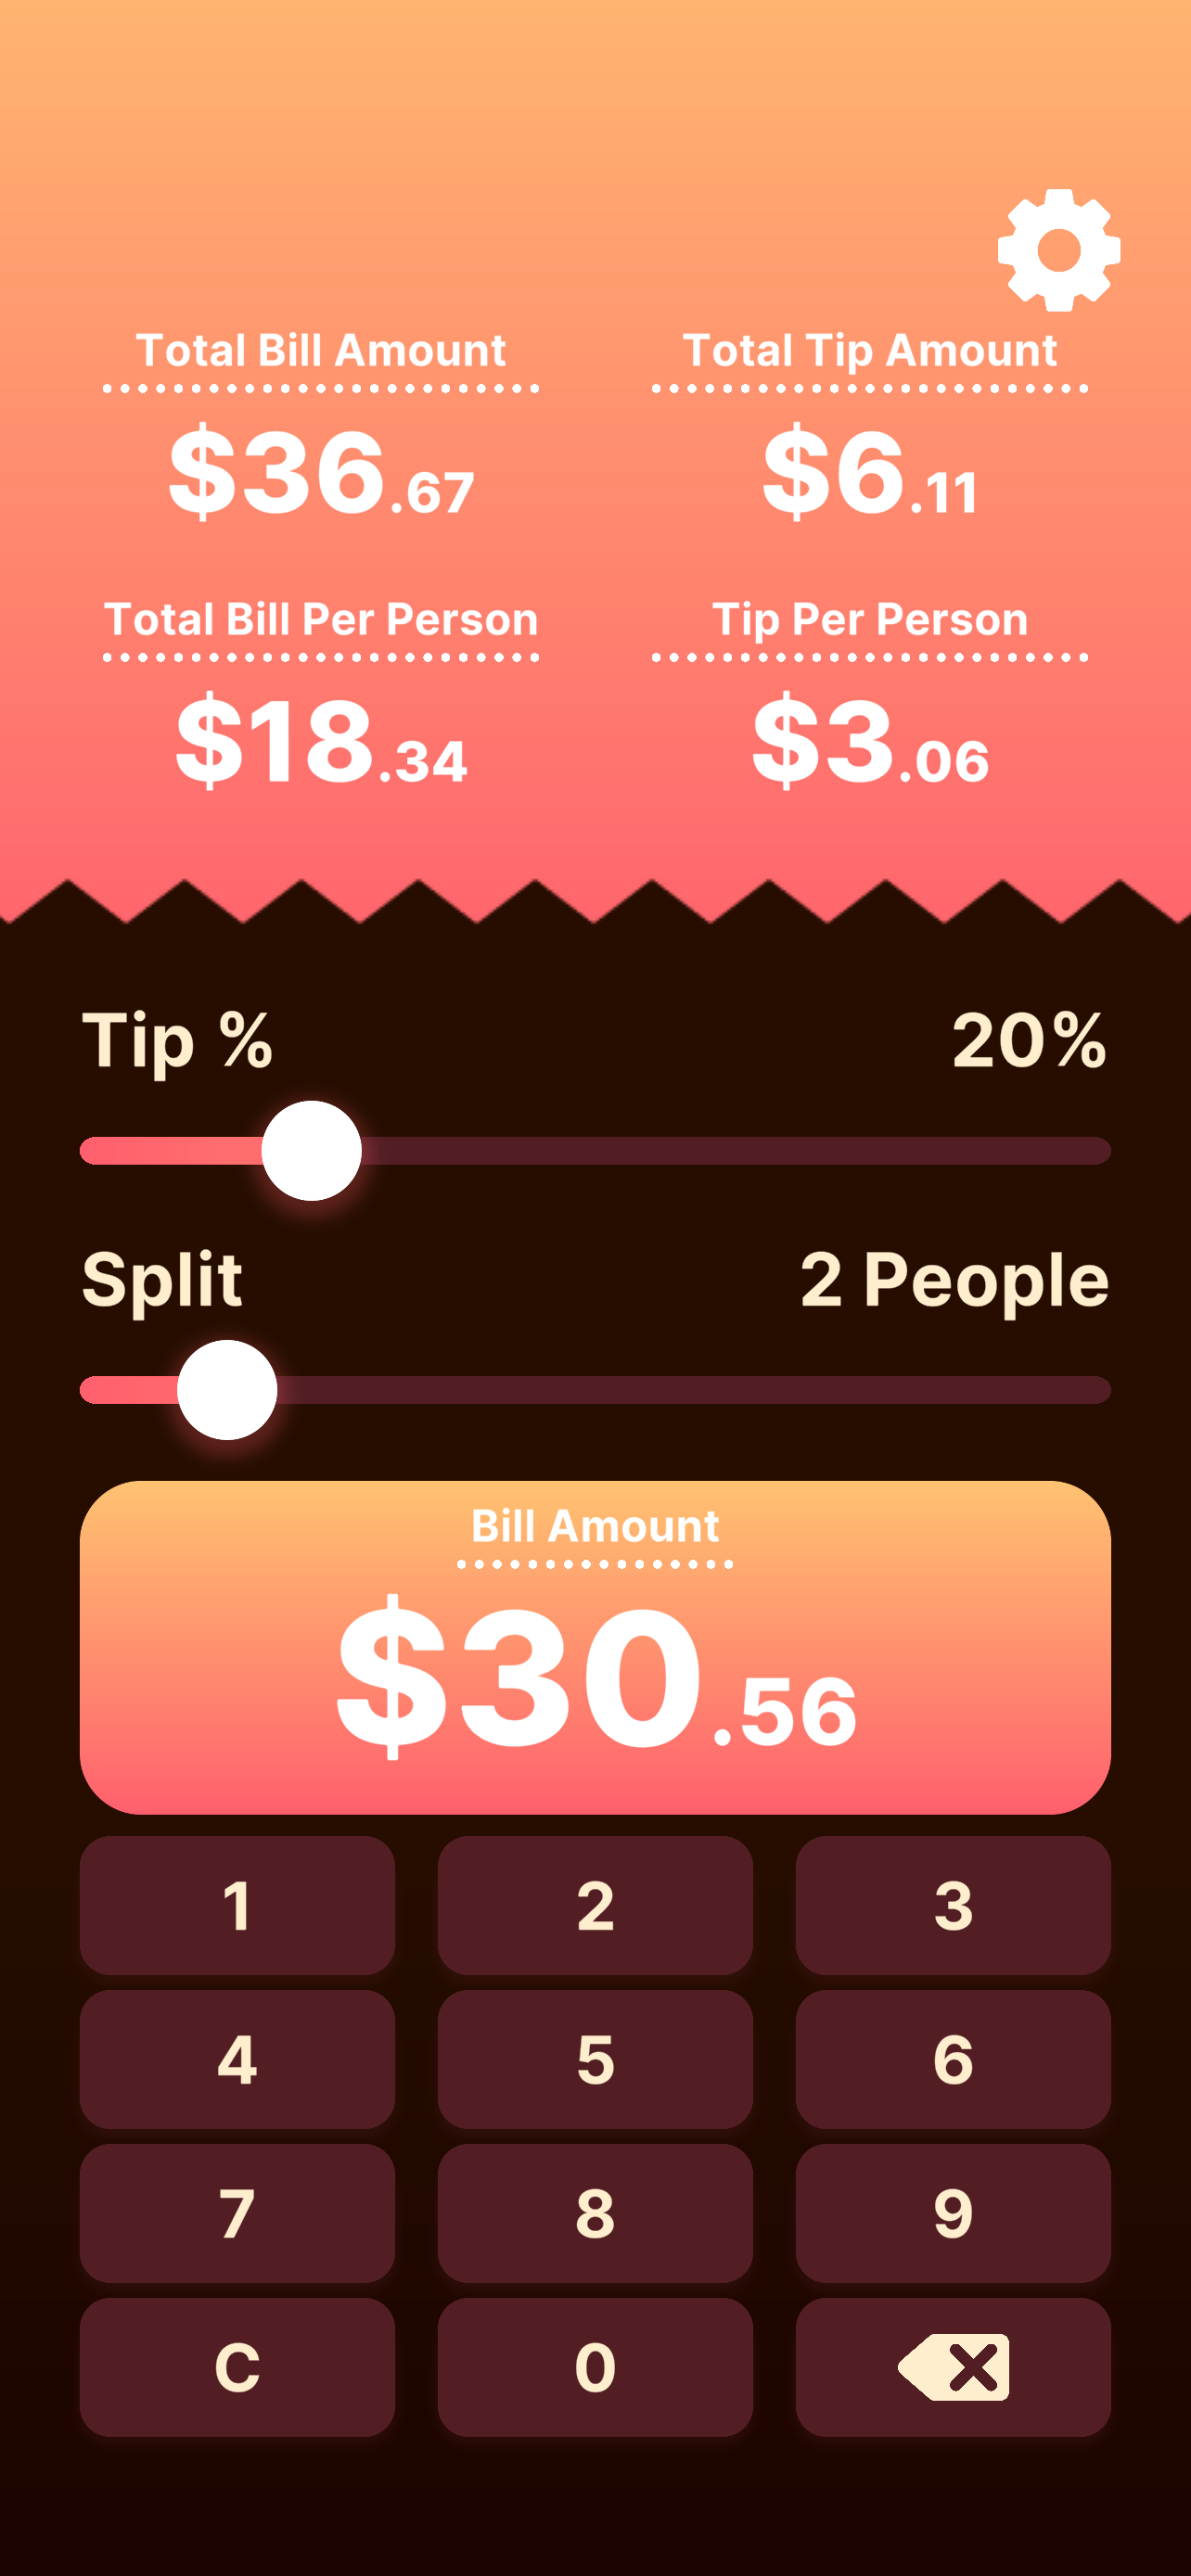 Total Bill Amount Total Tip Amount
$36.67 $6.11
Total Bill Per Person Tip Per Person
$18.34 $3.06
Tip % 20%
Split 2 People
Bill Amount
$30.56
1 2 3
4 5 6
7 8 9
C 0